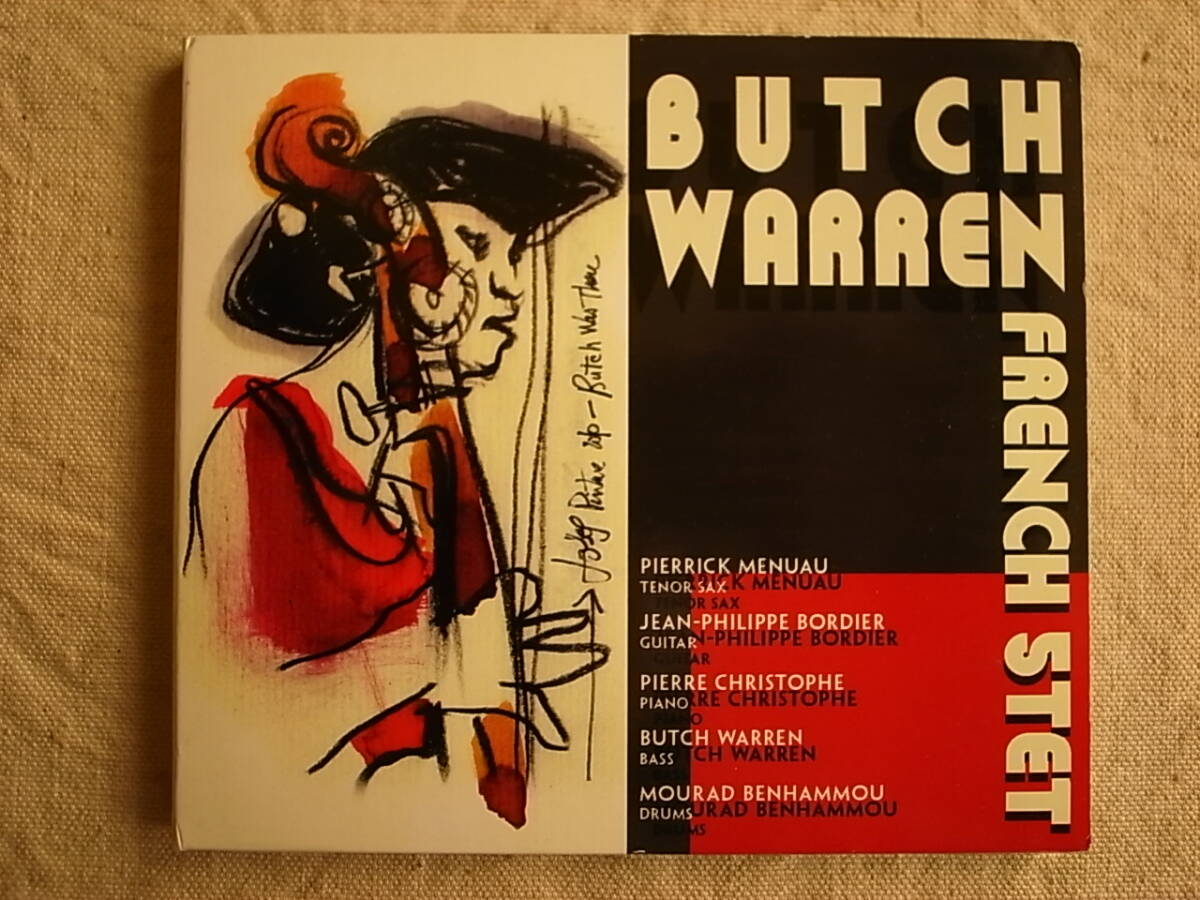 BUTCH
WARREN
FRENCH STET
Butch Was There
PIERRICK MENUAU
TENOR SAX
JEAN-PHILIPPE BORDIER
GUITAR
PIERRE CHRISTOPHE
PIANO
BUTCH WARREN
BASS
MOURAD BENHAMMOU
DRUMS